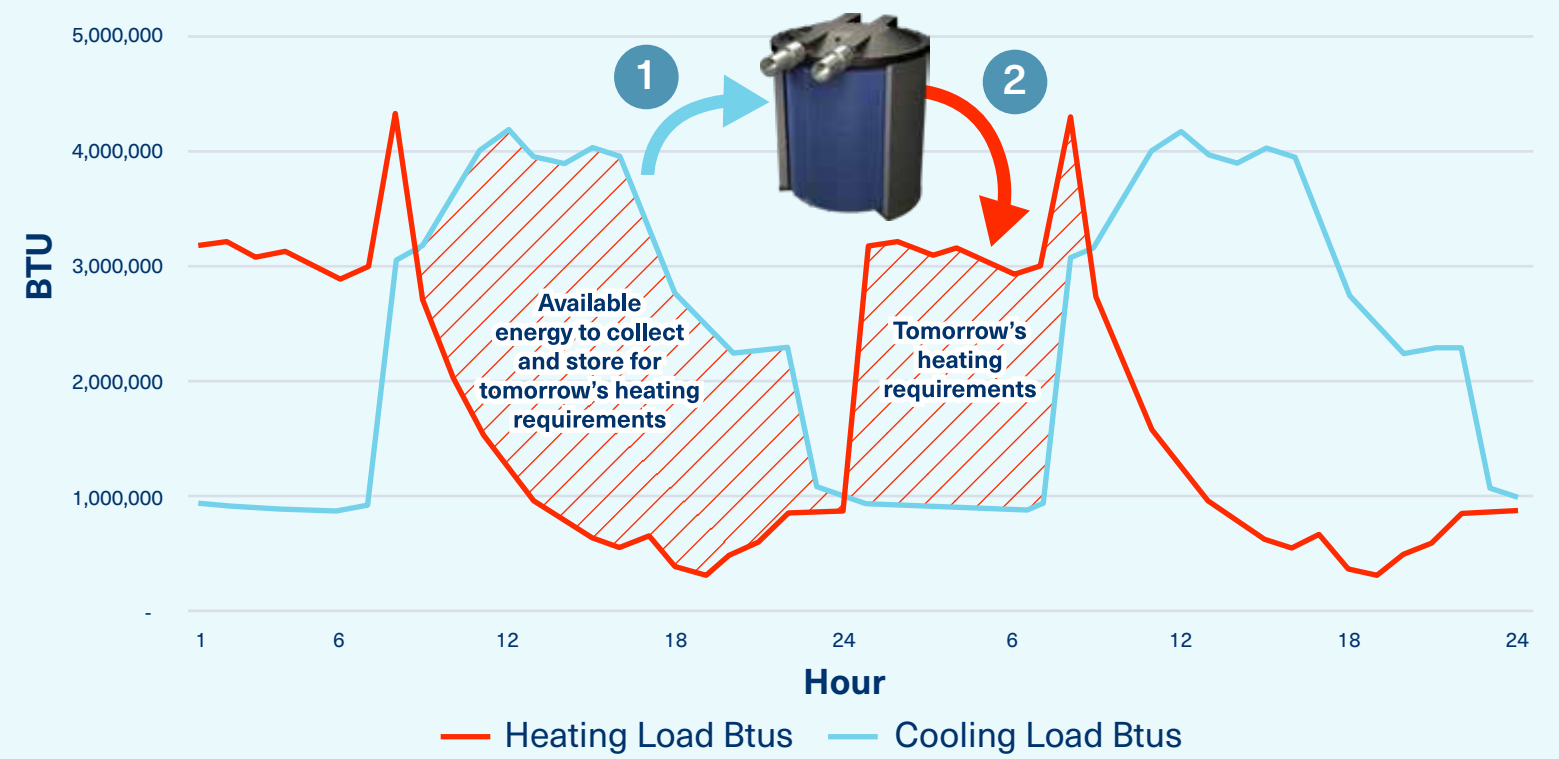 5,000,000
4,000,000
3,000,000
2,000,000
1,000,000
-
BTU
1
2
Available
energy to collect
and store for
tomorrow's heating
requirements
Tomorrow's
heating
requirements
1 6 12 18 24 6 12 18 24
Hour
Heating Load Btus Cooling Load Btus